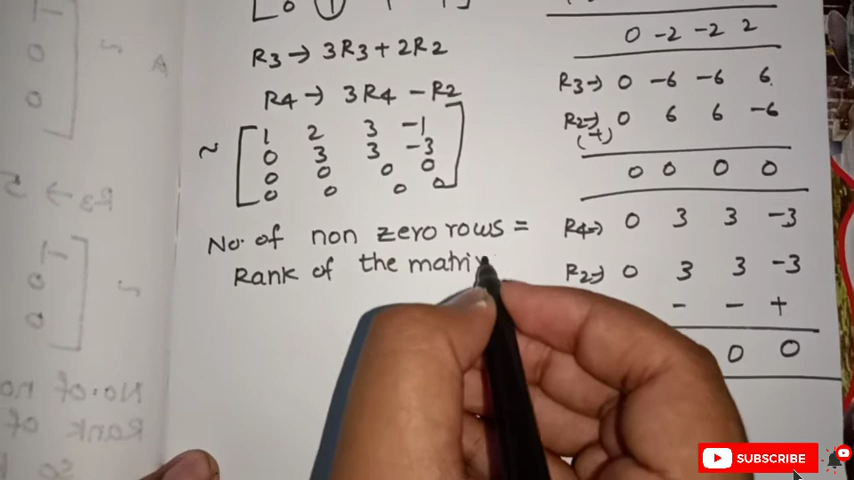 R3→ 3R3+2R2
R4→ 3R4-R2
~ [1 2 3 -1
0 3 3 -3
0 0 0 0
0 0 0 0]
No. of non zero rows =
Rank of the matrix
0 -2 -2 2
R3→ 0 -6 -6 6
R2→ 0 6 6 -6
(+)
0 0 0 0
R4→ 0 3 3 -3
R2→ 0 3 3 -3
- - +
0 0
SUBSCRIBE